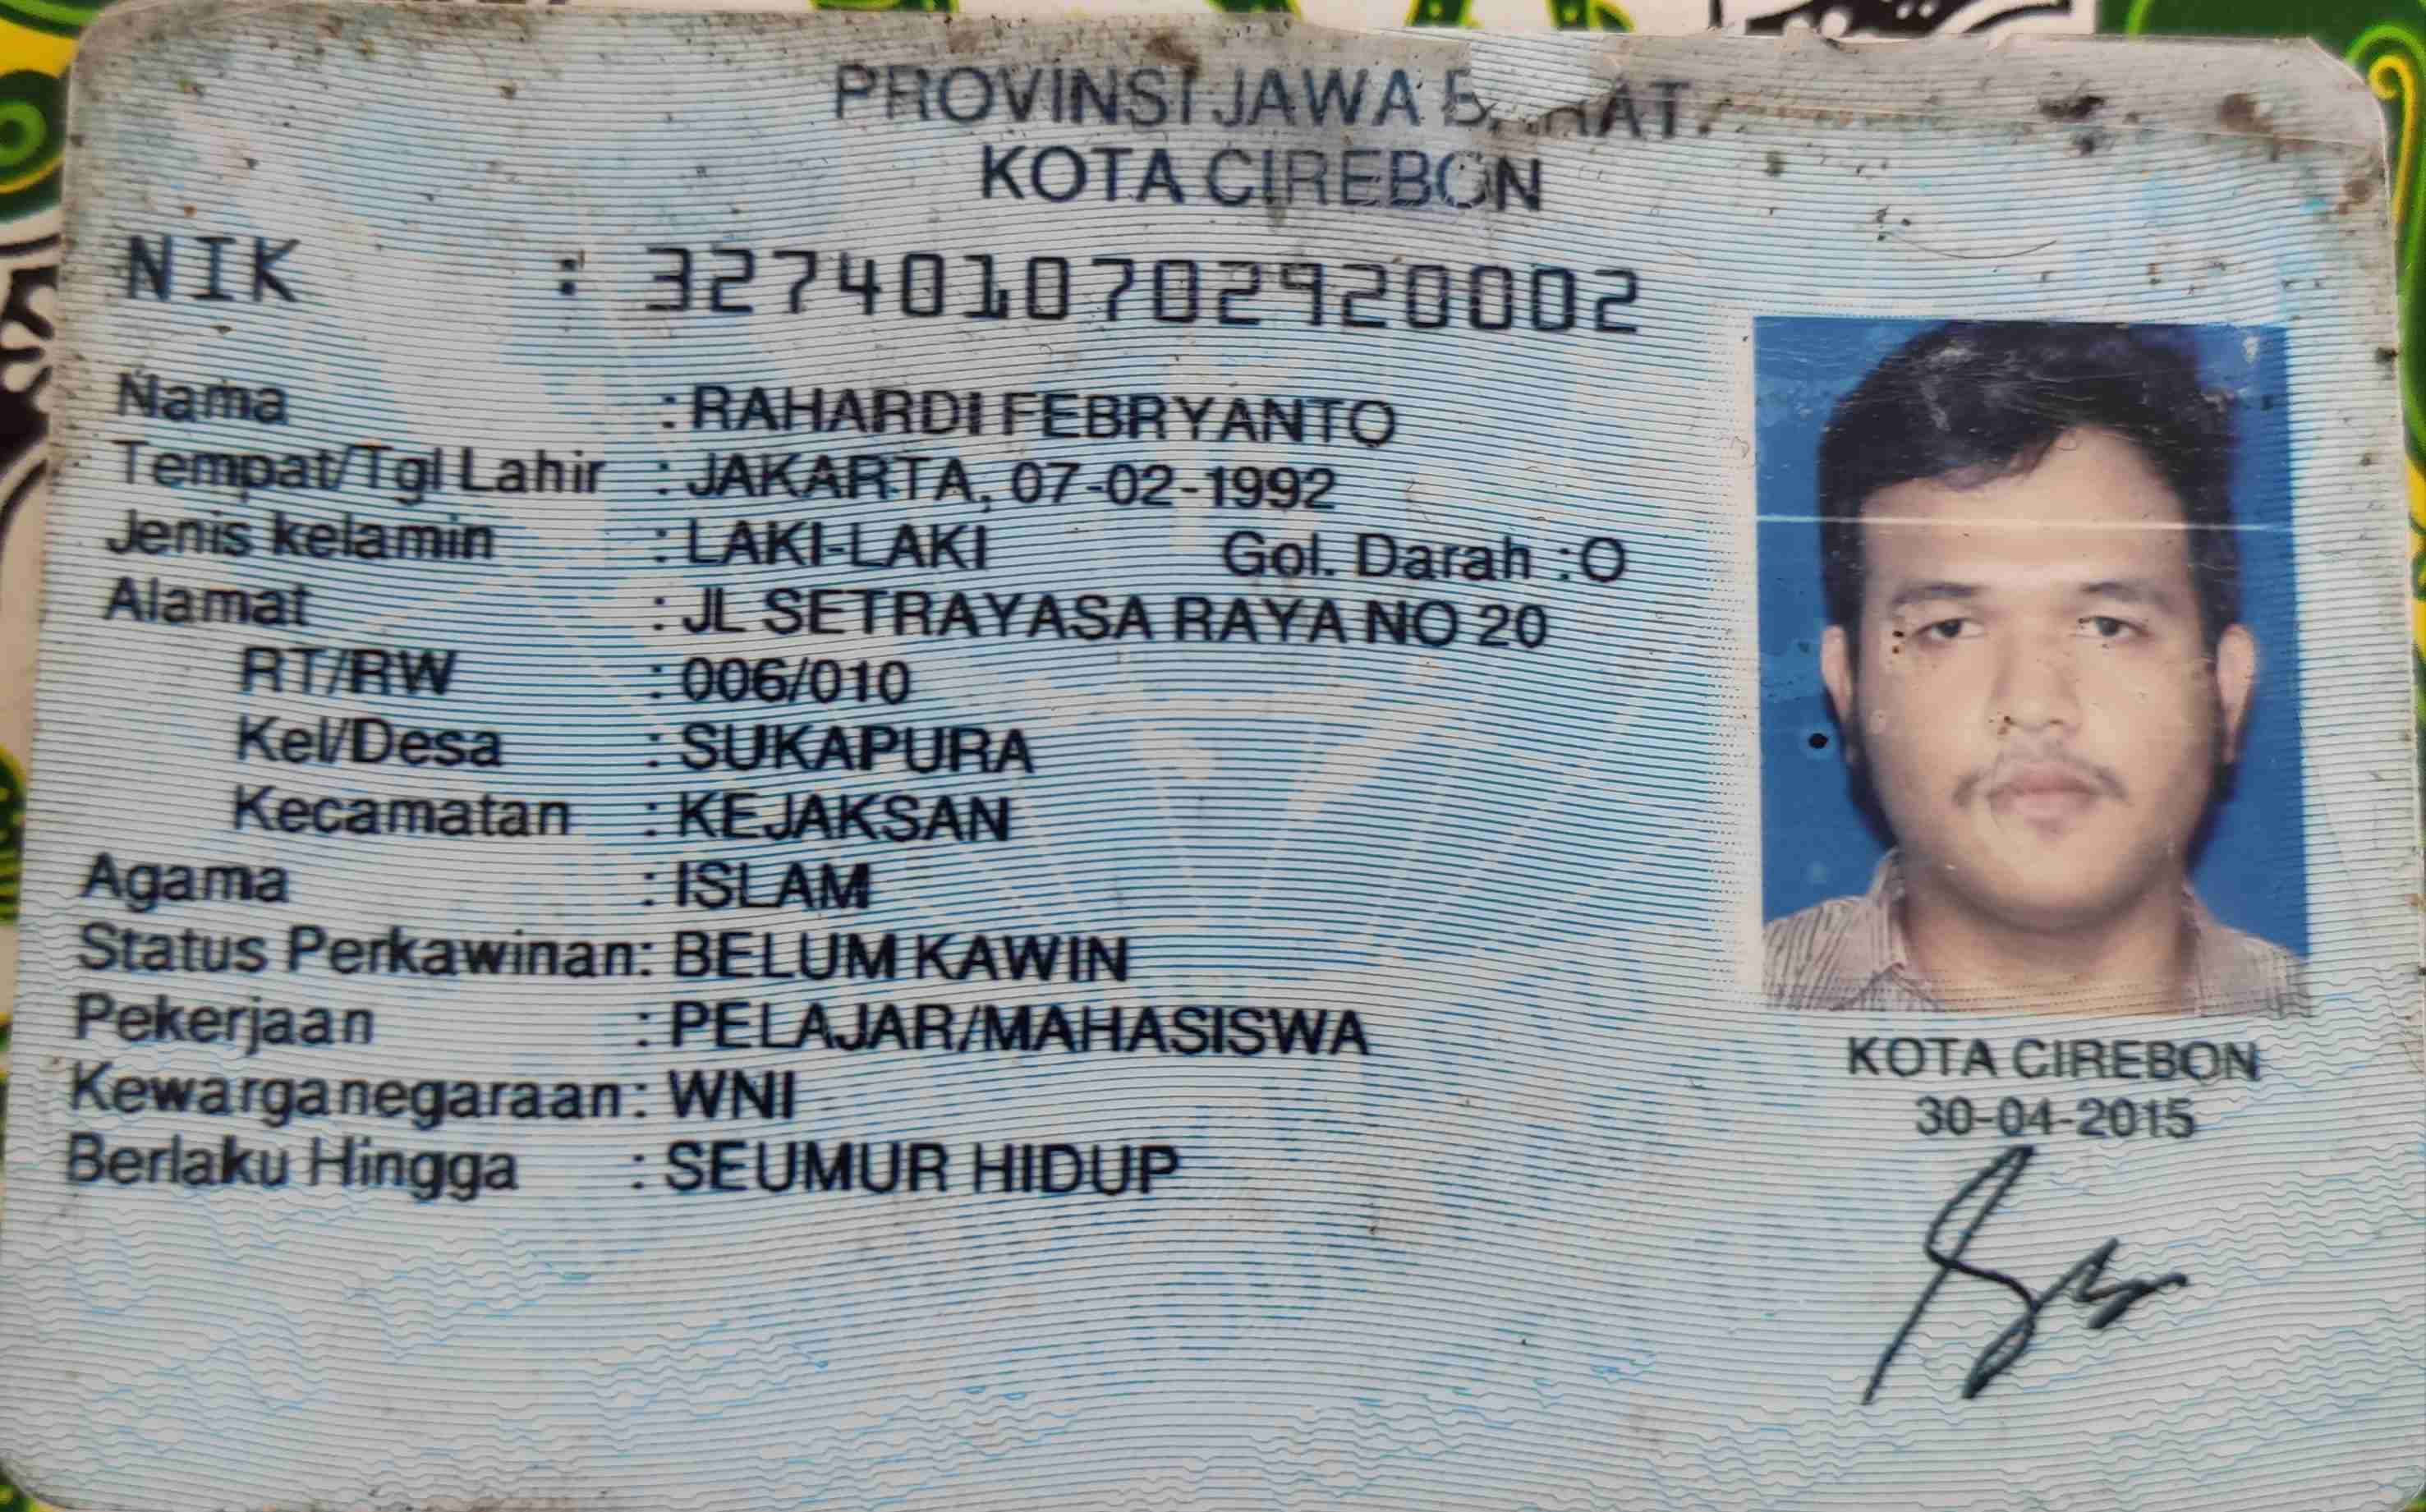 PROVINSI JAWA BARAT
KOTA CIREBON
NIK : 3274010702920002
Nama : RAHARDI FEBRYANTO
Tempat/Tgl Lahir : JAKARTA, 07-02-1992
Jenis kelamin : LAKI-LAKI Gol. Darah : O
Alamat : JL SETRAYASA RAYA NO 20
RT/RW : 006/010
Kel/Desa : SUKAPURA
Kecamatan : KEJAKSAN
Agama : ISLAM
Status Perkawinan: BELUM KAWIN
Pekerjaan : PELAJAR/MAHASISWA
Kewarganegaraan: WNI
Berlaku Hingga : SEUMUR HIDUP
KOTA CIREBON
30-04-2015